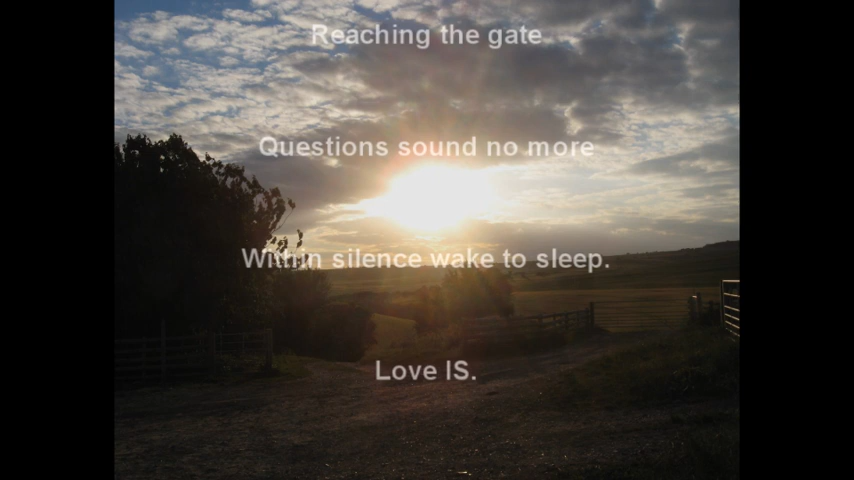 Reaching the gate
Questions sound no more
Within silence wake to sleep.
Love IS.